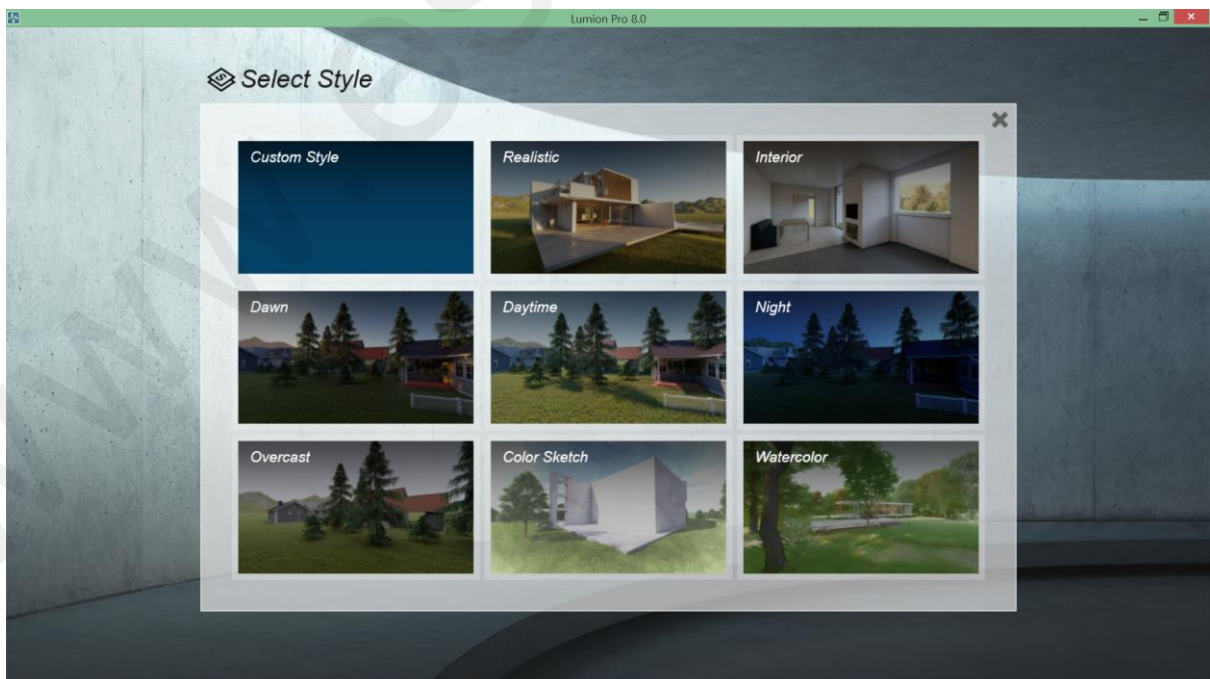 Lumion Pro 8.0
Select Style
Custom Style
Realistic
Interior
Dawn
Daytime
Night
Overcast
Color Sketch
Watercolor